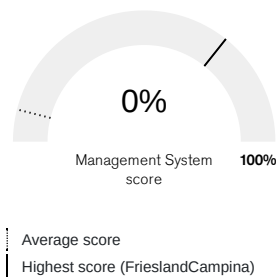 0%
Management System 100%
score
Average score
Highest score (FrieslandCampina)